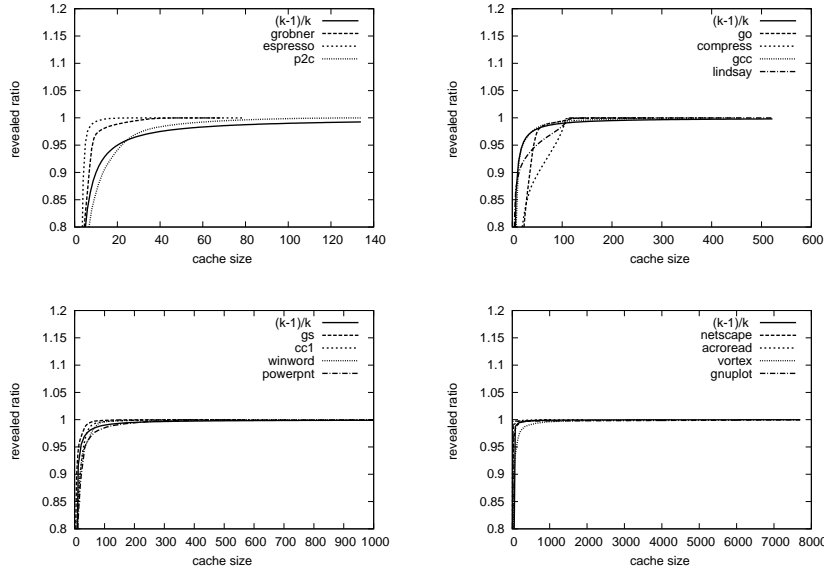 1.2
1.15
1.1
1.05
1
0.95
0.9
0.85
0.8
revealed ratio
(k-1)/k
grobner
espresso
p2c
0 20 40 60 80 100 120 140
cache size
1.2
1.15
1.1
1.05
1
0.95
0.9
0.85
0.8
revealed ratio
(k-1)/k
go
compress
gcc
lindsay
0 100 200 300 400 500 600
cache size
1.2
1.15
1.1
1.05
1
0.95
0.9
0.85
0.8
revealed ratio
(k-1)/k
gs
cc1
winword
powerpnt
0 100 200 300 400 500 600 700 800 900 1000
cache size
1.2
1.15
1.1
1.05
1
0.95
0.9
0.85
0.8
revealed ratio
(k-1)/k
netscape
acroread
vortex
gnuplot
0 1000 2000 3000 4000 5000 6000 7000 8000
cache size